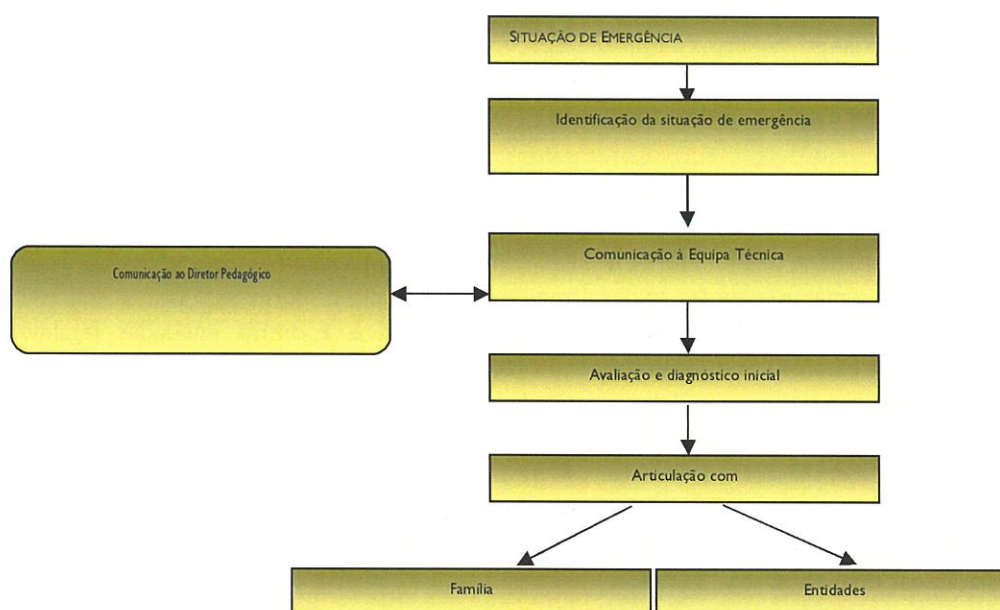 SITUAÇÃO DE EMERGÊNCIA
Identificação da situação de emergência
Comunicação à Equipa Técnica
Comunicação ao Diretor Pedagógico
Avaliação e diagnóstico inicial
Articulação com
Família
Entidades